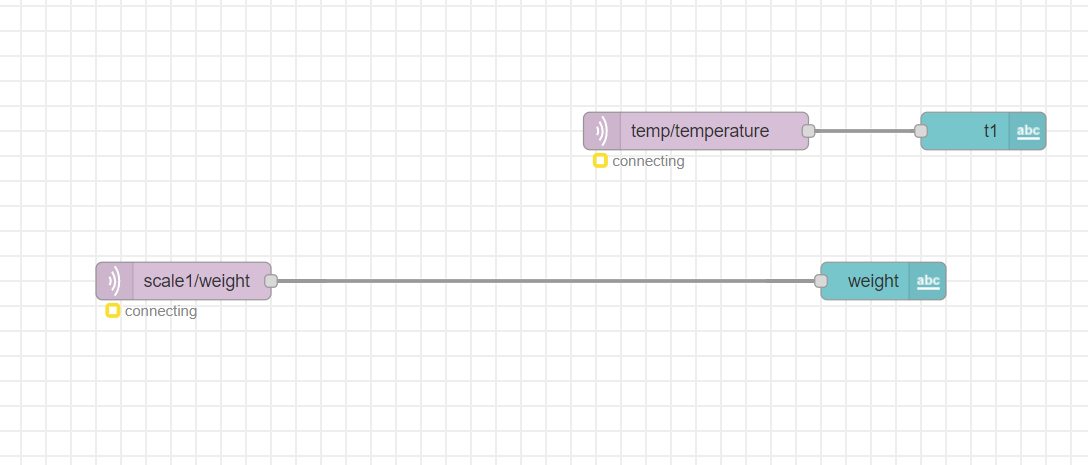 temp/temperature
t1
abc
connecting
scale1/weight
weight
abc
connecting